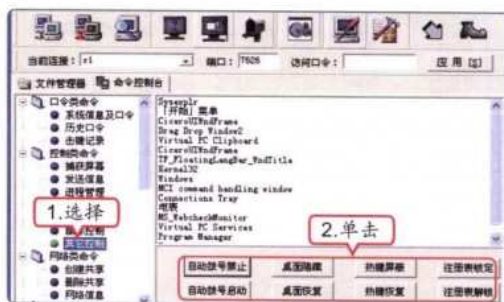 当前连接：
r1
端口：
7626
访问口令：
应用[S]
文件管理器
命令控制台
口令类命令
系统信息及口令
历史口令
击键记录
控制类命令
捕获屏幕
发送信息
进程管理
其它控制
网络类命令
创建共享
删除共享
网络信息
Sysexplr
「开始」菜单
CiceroUIWndFrame
Drag Drop Window2
Virtual PC Clipboard
CiceroUIWndFrame
TF_FloatingLangBar_WndTitle
Kernel32
Windows
MCI command handling window
Connections Tray
电表
MS_WebcheckMonitor
Virtual PC Services
Program Manager
1.选择
2.单击
自动拨号禁止
桌面隐藏
热键屏蔽
注册表锁定
自动拨号启动
桌面恢复
热键恢复
注册表解锁